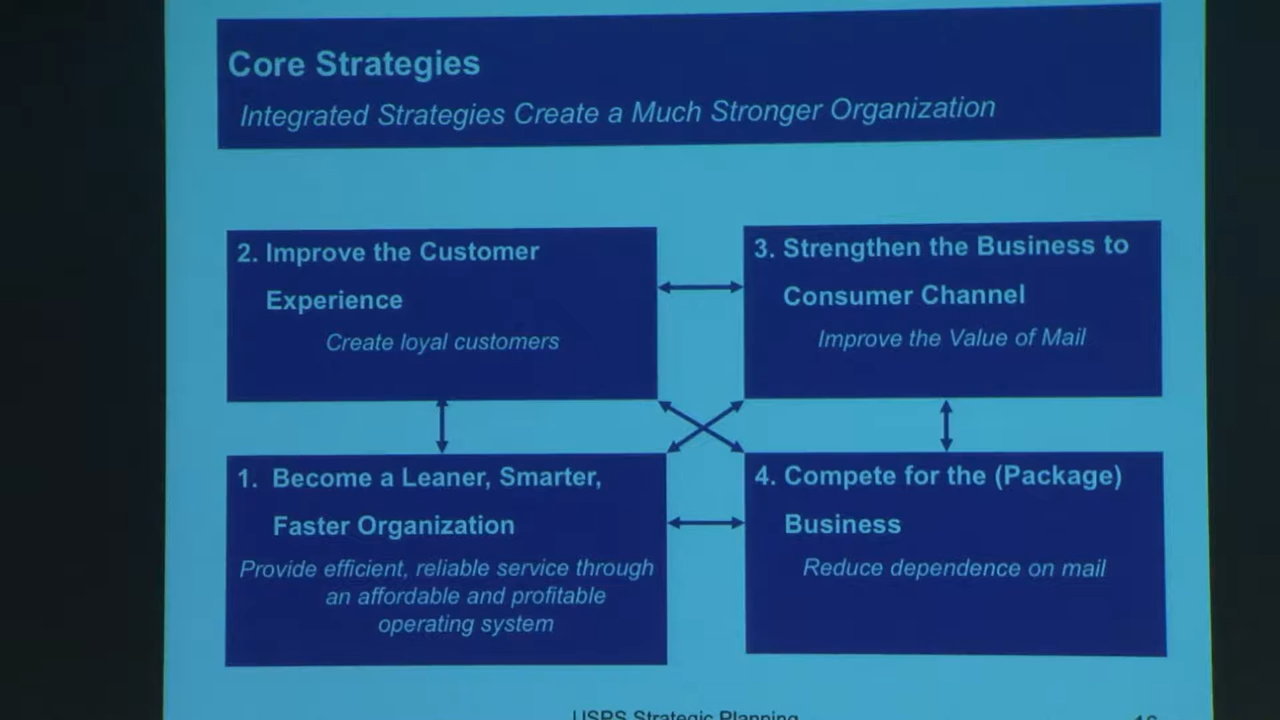 Core Strategies
Integrated Strategies Create a Much Stronger Organization
2. Improve the Customer
Experience
Create loyal customers
3. Strengthen the Business to
Consumer Channel
Improve the Value of Mail
1. Become a Leaner, Smarter,
Faster Organization
Provide efficient, reliable service through
an affordable and profitable
operating system
4. Compete for the (Package)
Business
Reduce dependence on mail
USPS Strategic Planning